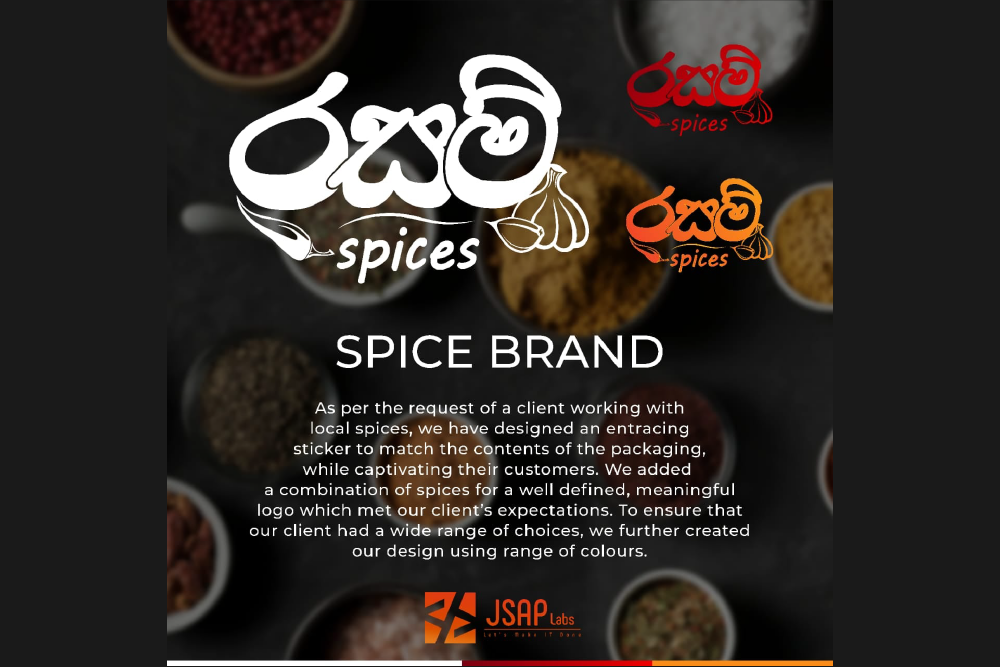 රසම්
spices
රසම්
spices
රසම්
spices
SPICE BRAND
As per the request of a client working with
local spices, we have designed an entracing
sticker to match the contents of the packaging,
while captivating their customers. We added
a combination of spices for a well defined, meaningful
logo which met our client's expectations. To ensure that
our client had a wide range of choices, we further created
our design using range of colours.
JSAP Labs
Let's Make IT Done